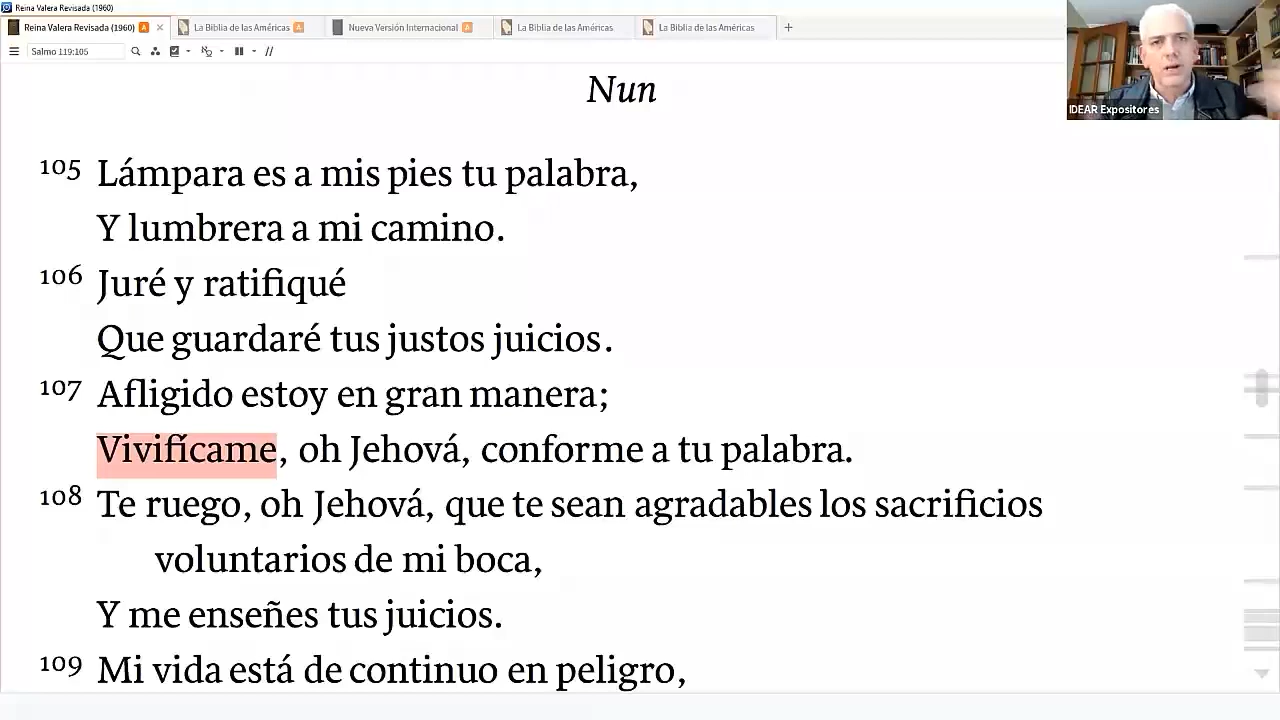 Reina Valera Revisada (1960)
Reina Valera Revisada (1960) A ×
La Biblia de las Américas A
Nueva Versión Internacional A
La Biblia de las Américas
La Biblia de las Américas
Salmo 119:105
IDEAR Expositores
Nun
105 Lámpara es a mis pies tu palabra,
Y lumbrera a mi camino.
106 Juré y ratifiqué
Que guardaré tus justos juicios.
107 Afligido estoy en gran manera;
Vivifícame, oh Jehová, conforme a tu palabra.
108 Te ruego, oh Jehová, que te sean agradables los sacrificios
voluntarios de mi boca,
Y me enseñes tus juicios.
109 Mi vida está de continuo en peligro,